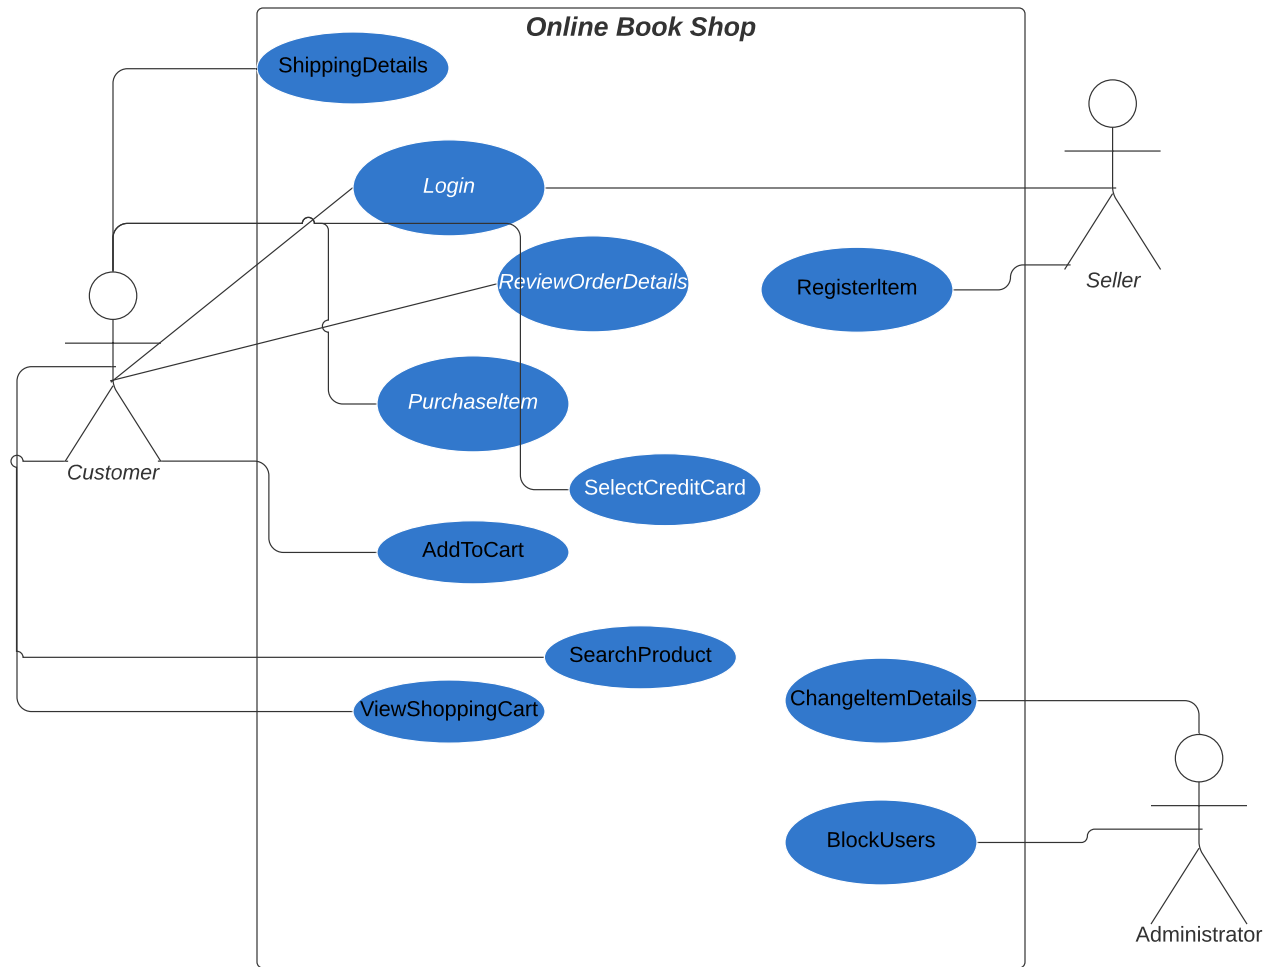 Online Book Shop
ShippingDetails
Login
ReviewOrderDetails
RegisterItem
Seller
PurchaseItem
Customer
SelectCreditCard
AddToCart
SearchProduct
ViewShoppingCart
ChangeItemDetails
BlockUsers
Administrator